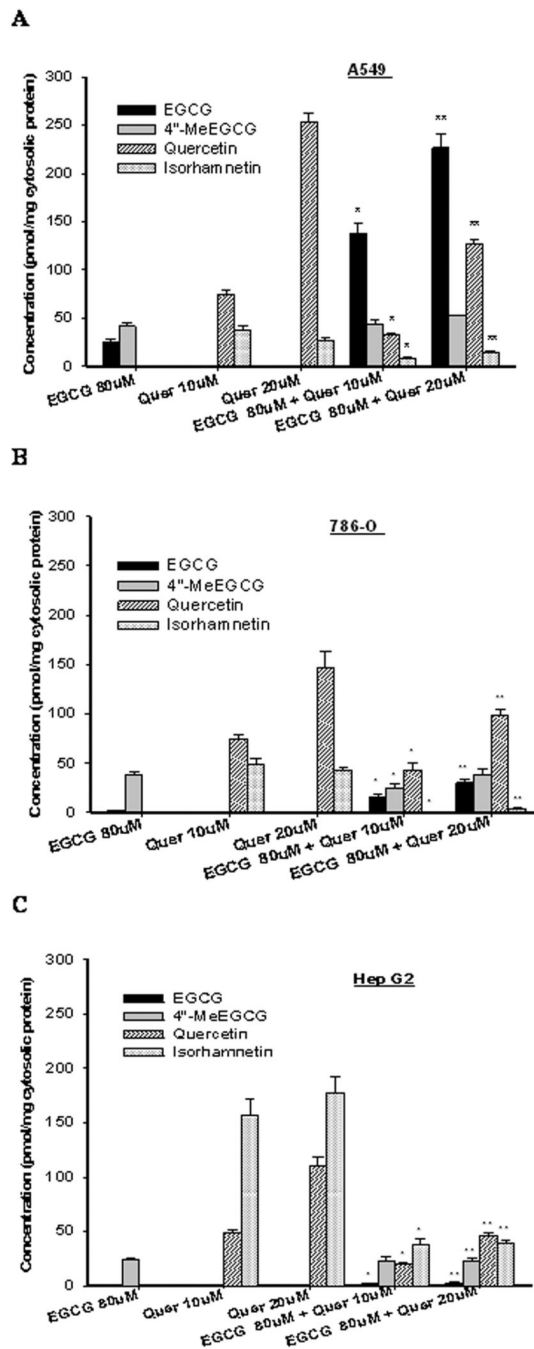 A
A549
300
250
200
150
100
50
0
Concentration (pmol/mg cytosolic protein)
EGCG
4"-MeEGCG
Quercetin
Isorhamnetin
*
*
*
**
**
**
EGCG 80uM
Quer 10uM
Quer 20uM
EGCG 80uM + Quer 10uM
EGCG 80uM + Quer 20uM
B
786-O
300
250
200
150
100
50
0
Concentration (pmol/mg cytosolic protein)
EGCG
4"-MeEGCG
Quercetin
Isorhamnetin
*
*
*
*
**
**
**
EGCG 80uM
Quer 10uM
Quer 20uM
EGCG 80uM + Quer 10uM
EGCG 80uM + Quer 20uM
C
Hep G2
300
250
200
150
100
50
0
Concentration (pmol/mg cytosolic protein)
EGCG
4"-MeEGCG
Quercetin
Isorhamnetin
*
*
*
**
**
**
**
EGCG 80uM
Quer 10uM
Quer 20uM
EGCG 80uM + Quer 10uM
EGCG 80uM + Quer 20uM